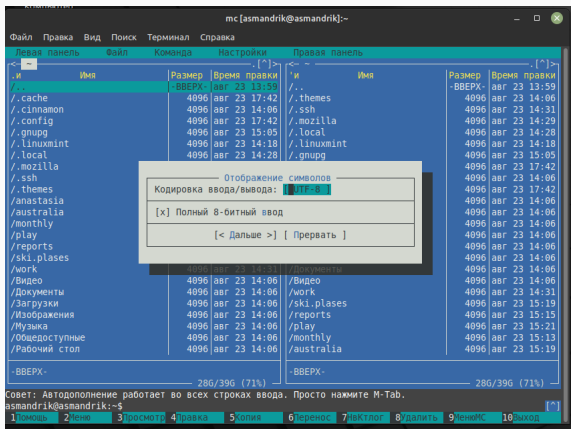 mc [asmandrik@asmandrik]:~
Файл Правка Вид Поиск Терминал Справка
Левая панель Файл Команда Настройки Правая панель
<- ~ .[^]> <- ~ .[^]>
.и Имя Размер Время правки 'и Имя Размер Время правки
/.. -ВВЕРХ- авг 23 13:59 /.. -ВВЕРХ- авг 23 13:59
/.cache 4096 авг 23 17:42 /.themes 4096 авг 23 14:06
/.cinnamon 4096 авг 23 14:06 /.ssh 4096 авг 23 14:31
/.config 4096 авг 23 17:42 /.mozilla 4096 авг 23 14:29
/.gnupg 4096 авг 23 15:05 /.local 4096 авг 23 14:28
/.linuxmint 4096 авг 23 14:18 /.linuxmint 4096 авг 23 14:18
/.local 4096 авг 23 14:28 /.gnupg 4096 авг 23 15:05
/.mozilla 4096 авг 23 17:42
/.ssh Отображение символов 4096 авг 23 14:06
/.themes Кодировка ввода/вывода: [ UTF-8 ] 4096 авг 23 17:42
/anastasia 4096 авг 23 14:06
/australia [x] Полный 8-битный ввод 4096 авг 23 14:06
/monthly 4096 авг 23 14:06
/play [< Дальше >] [ Прервать ] 4096 авг 23 14:06
/reports 4096 авг 23 14:06
/ski.plases 4096 авг 23 14:06
/work 4096 авг 23 14:31 /Документы 4096 авг 23 14:06
/Видео 4096 авг 23 14:06 /Видео 4096 авг 23 14:06
/Документы 4096 авг 23 14:06 /work 4096 авг 23 14:31
/Загрузки 4096 авг 23 14:06 /ski.plases 4096 авг 23 15:19
/Изображения 4096 авг 23 14:06 /reports 4096 авг 23 15:15
/Музыка 4096 авг 23 14:06 /play 4096 авг 23 15:21
/Общедоступные 4096 авг 23 14:06 /monthly 4096 авг 23 15:13
/Рабочий стол 4096 авг 23 14:06 /australia 4096 авг 23 15:19
-ВВЕРХ- -ВВЕРХ-
28G/39G (71%) 28G/39G (71%)
Совет: Автодополнение работает во всех строках ввода. Просто нажмите M-Tab.
asmandrik@asmandrik:~$ [^]
1Помощь 2Меню 3Просмотр 4Правка 5Копия 6Перенос 7НвКтлог 8Удалить 9МенюMC 10Выход